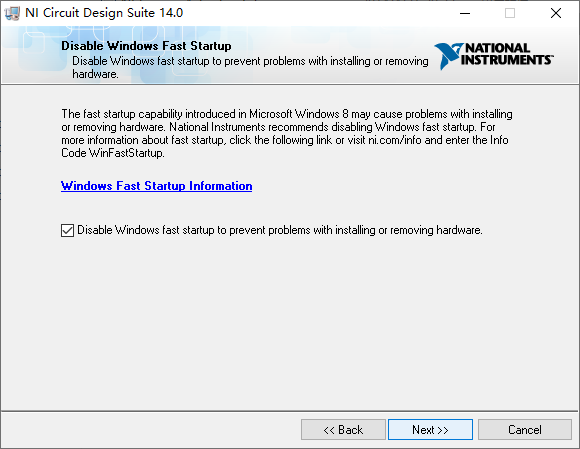 NI Circuit Design Suite 14.0
Disable Windows Fast Startup
Disable Windows fast startup to prevent problems with installing or removing
hardware.
NATIONAL
INSTRUMENTS
The fast startup capability introduced in Microsoft Windows 8 may cause problems with installing
or removing hardware. National Instruments recommends disabling Windows fast startup. For
more information about fast startup, click the following link or visit ni.com/info and enter the Info
Code WinFastStartup.
Windows Fast Startup Information
Disable Windows fast startup to prevent problems with installing or removing hardware.
<< Back
Next >>
Cancel